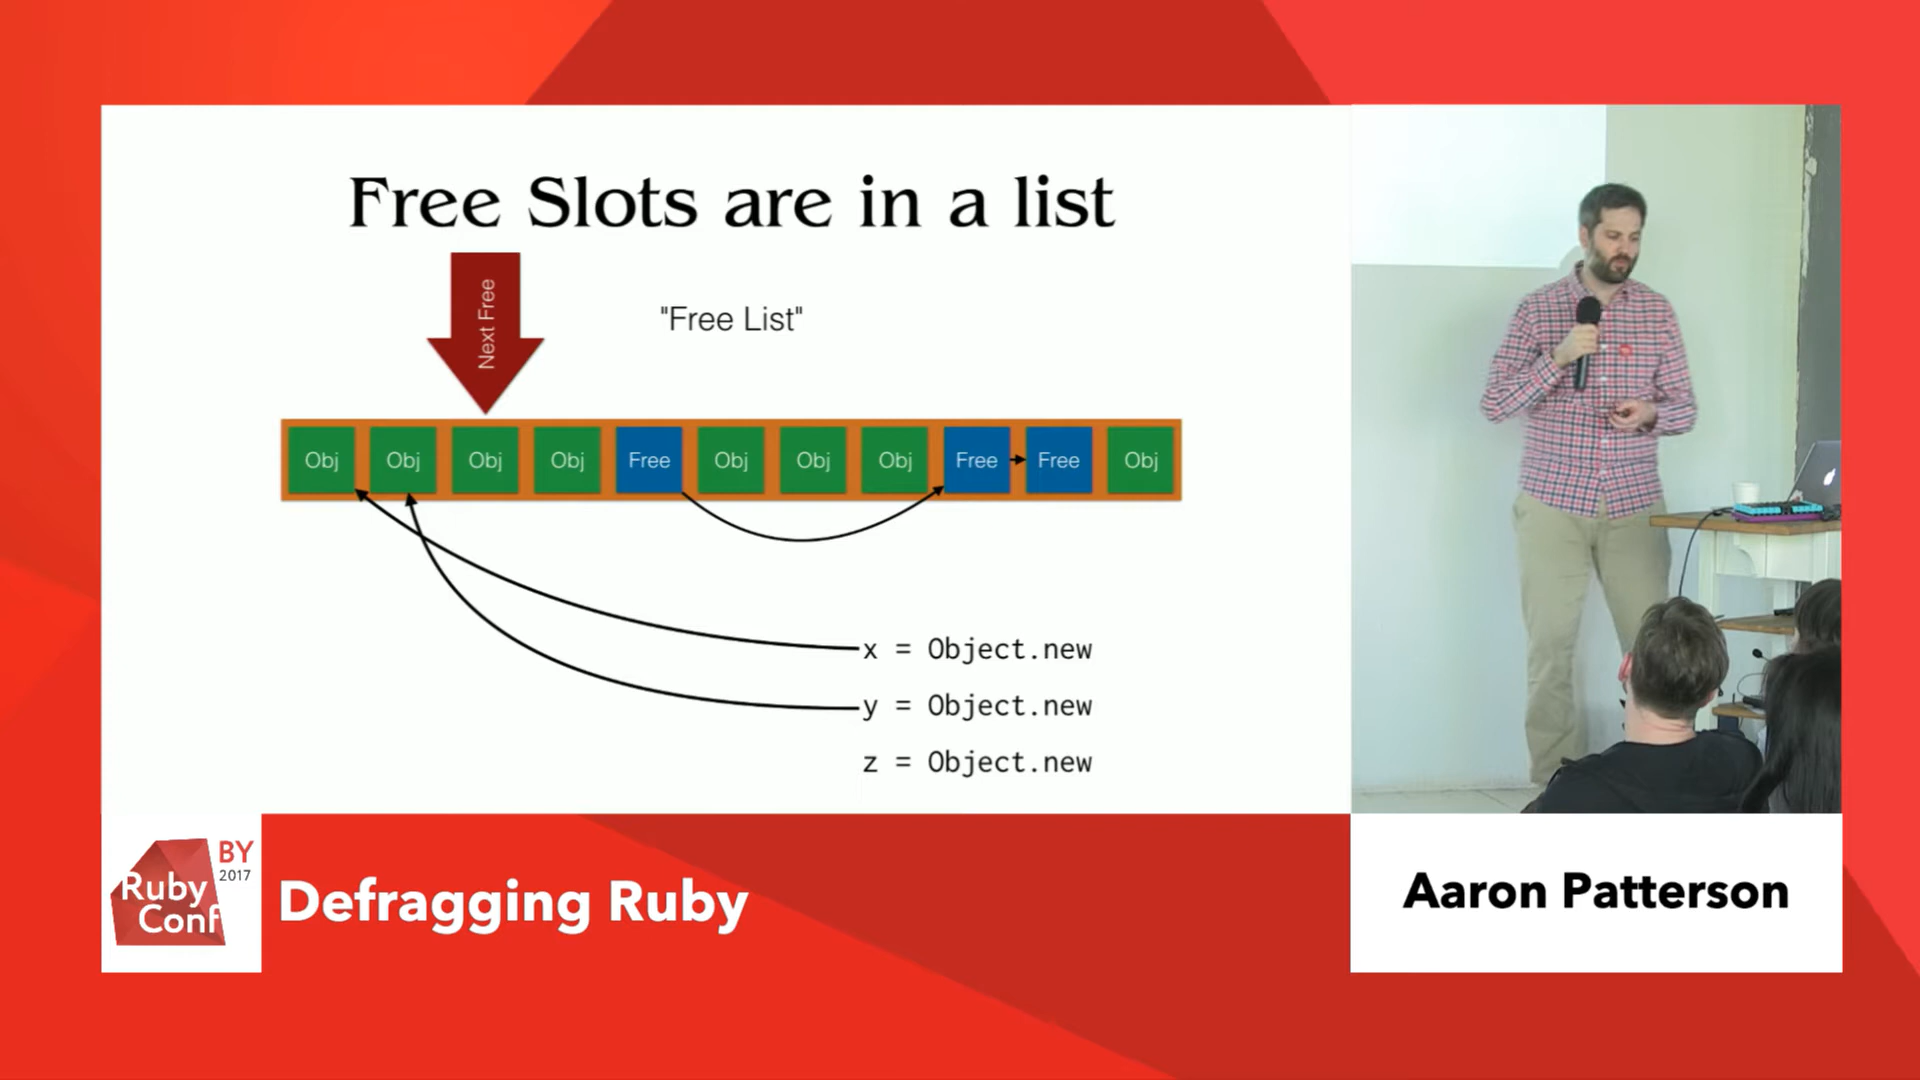 Free Slots are in a list
Next Free
"Free List"
Obj Obj Obj Obj Free Obj Obj Obj Free Free Obj
x = Object.new
y = Object.new
z = Object.new
Ruby Conf
BY
2017
Defragging Ruby
Aaron Patterson